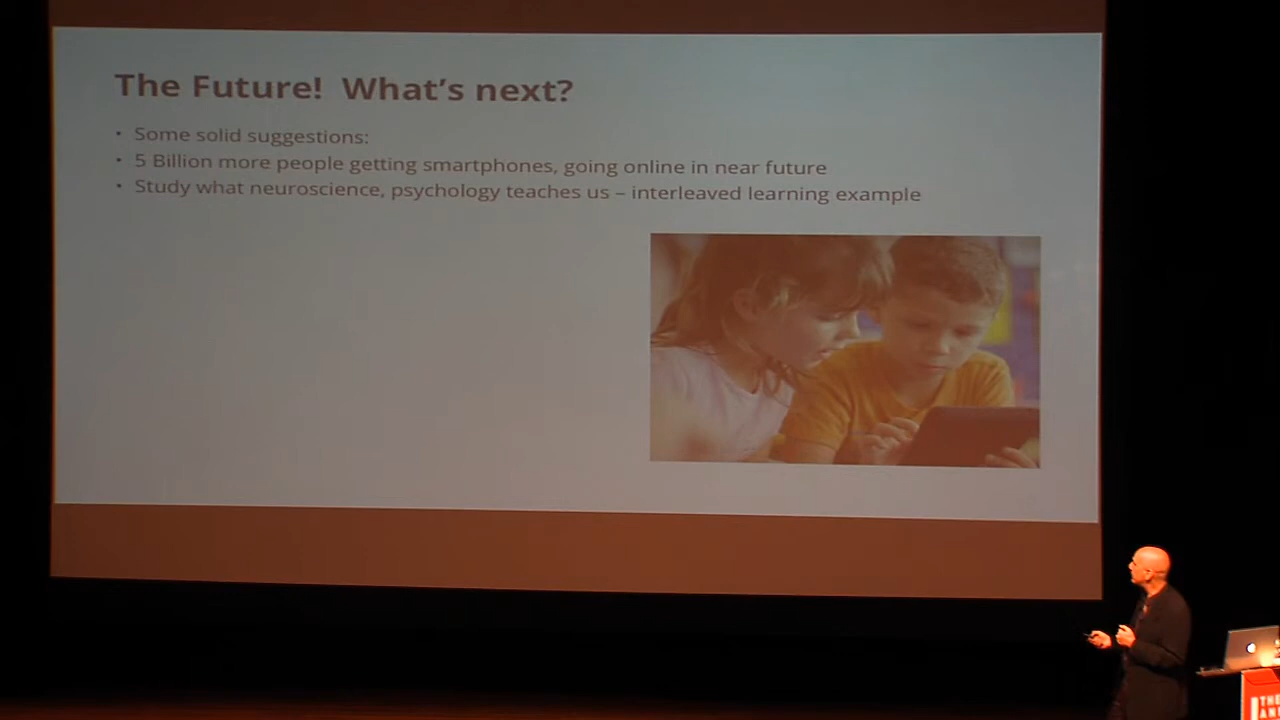 The Future! What's next?
• Some solid suggestions:
• 5 Billion more people getting smartphones, going online in near future
• Study what neuroscience, psychology teaches us – interleaved learning example
THE